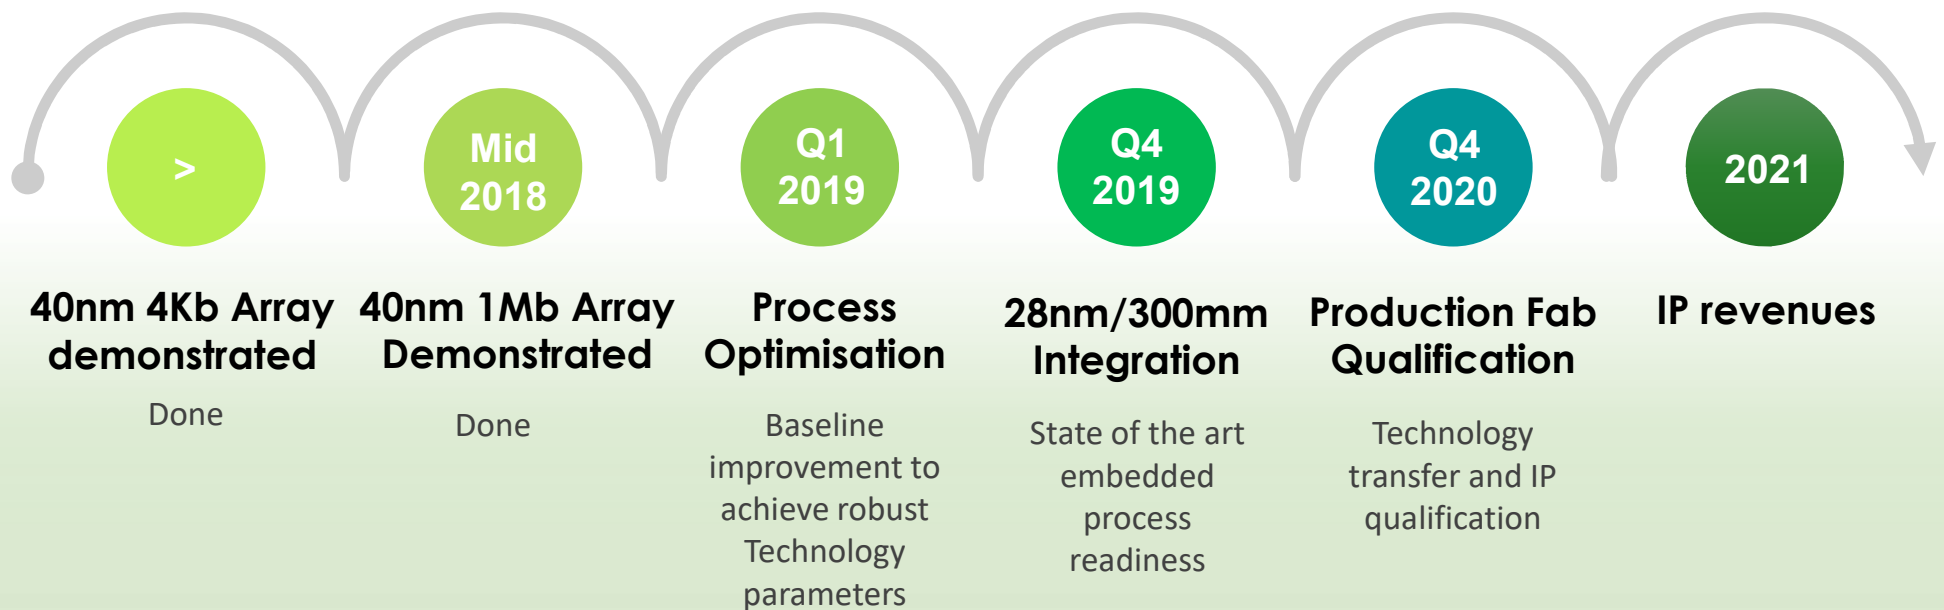 >
Mid
2018
Q1
2019
Q4
2019
Q4
2020
2021
40nm 4Kb Array
demonstrated
Done
40nm 1Mb Array
Demonstrated
Done
Process
Optimisation
Baseline
improvement to
achieve robust
Technology
parameters
28nm/300mm
Integration
State of the art
embedded
process
readiness
Production Fab
Qualification
Technology
transfer and IP
qualification
IP revenues